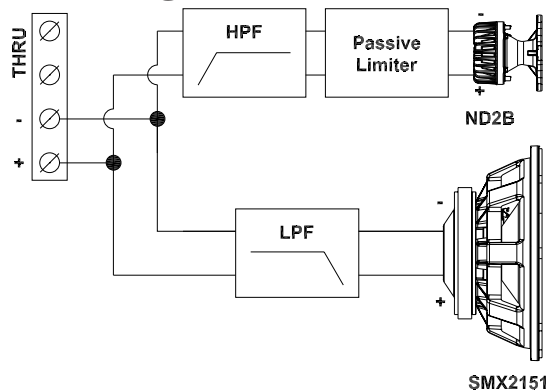 THRU
-
+
HPF
Passive
Limiter
-
+
ND2B
LPF
-
+
SMX2151